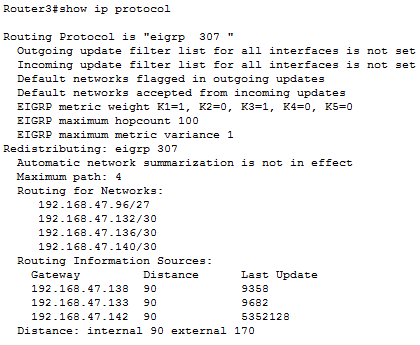 Router3#show ip protocol
Routing Protocol is "eigrp  307 "
Outgoing update filter list for all interfaces is not set
Incoming update filter list for all interfaces is not set
Default networks flagged in outgoing updates
Default networks accepted from incoming updates
EIGRP metric weight K1=1, K2=0, K3=1, K4=0, K5=0
EIGRP maximum hopcount 100
EIGRP maximum metric variance 1
Redistributing: eigrp 307
Automatic network summarization is not in effect
Maximum path: 4
Routing for Networks:
192.168.47.96/27
192.168.47.132/30
192.168.47.136/30
192.168.47.140/30
Routing Information Sources:
Gateway Distance Last Update
192.168.47.138 90 9358
192.168.47.133 90 9682
192.168.47.142 90 5352128
Distance: internal 90 external 170